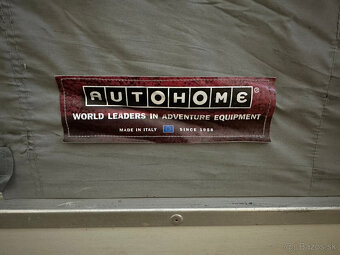 AUTOHOME®
WORLD LEADERS IN ADVENTURE EQUIPMENT
MADE IN ITALY SINCE 1958